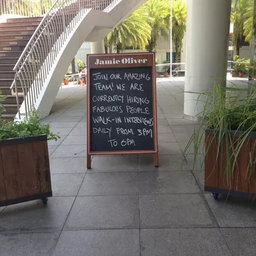 Jamie Oliver
JOIN OUR AMAZING
TEAM! WE ARE
CURRENTLY HIRING
FABULOUS PEOPLE
WALK-IN INTERVIEWS
DAILY FROM 3PM
TO 6PM